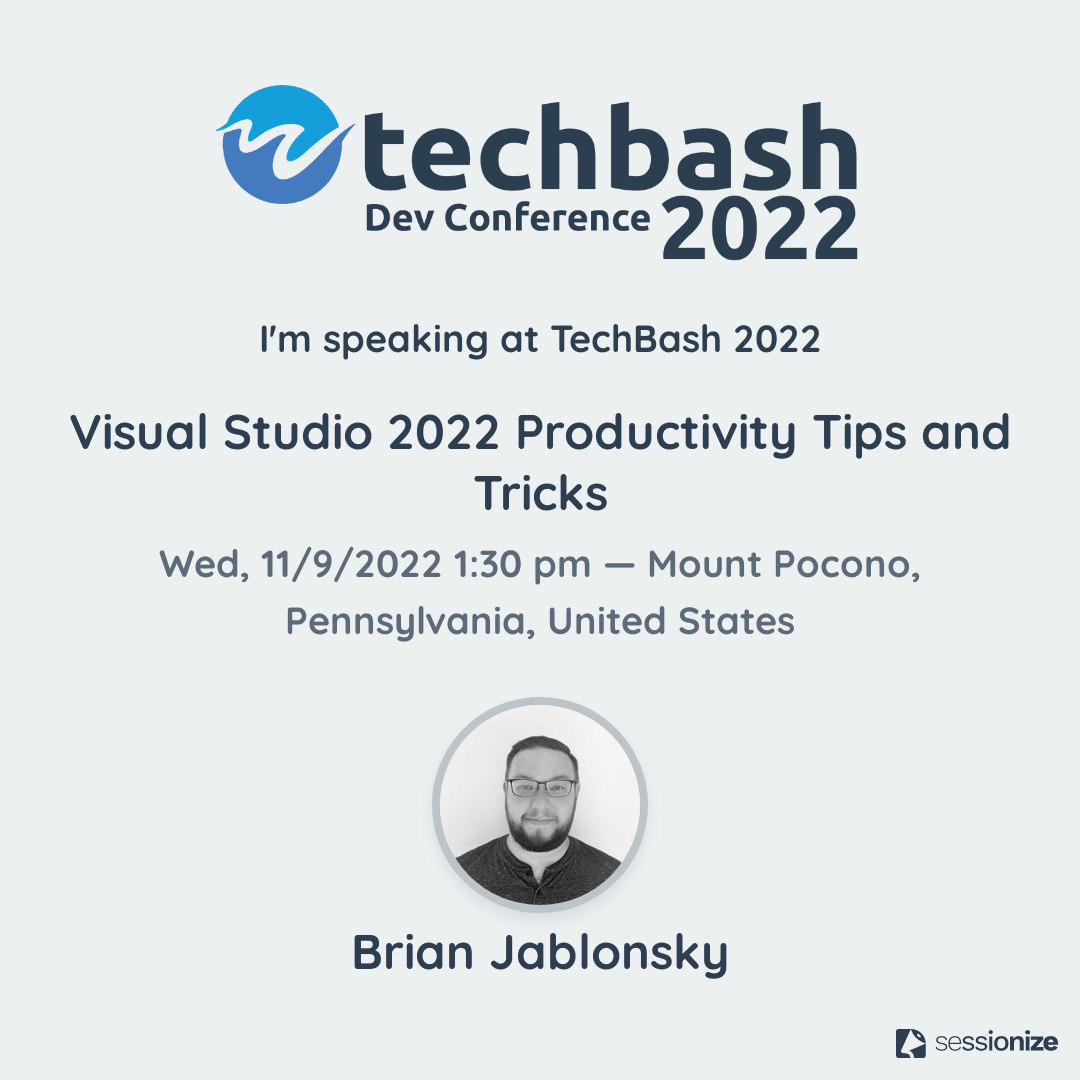 techbash
Dev Conference 2022
I'm speaking at TechBash 2022
Visual Studio 2022 Productivity Tips and
Tricks
Wed, 11/9/2022 1:30 pm — Mount Pocono,
Pennsylvania, United States
Brian Jablonsky
sessionize